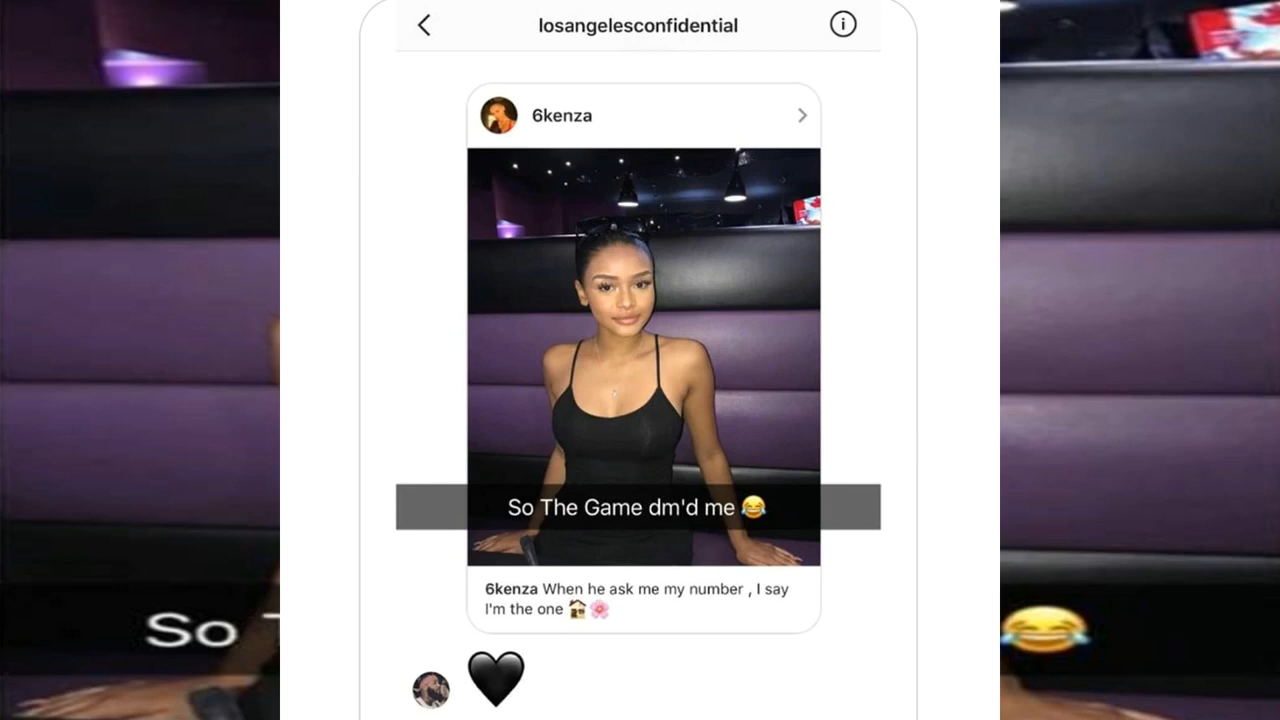 losangelesconfidential
6kenza
So The Game dm'd me 😂
6kenza When he ask me my number , I say
I'm the one 🏠🌸
🖤
So
😂